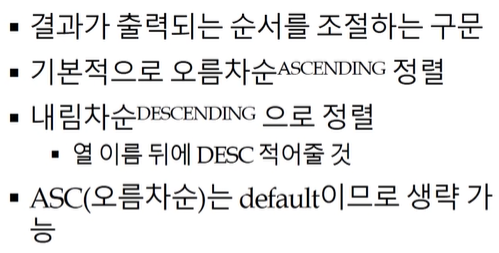 ▪ 결과가 출력되는 순서를 조절하는 구문
▪ 기본적으로 오름차순ASCENDING 정렬
▪ 내림차순DESCENDING 으로 정렬
▪ 열 이름 뒤에 DESC 적어줄 것
▪ ASC(오름차순)는 default이므로 생략 가
능